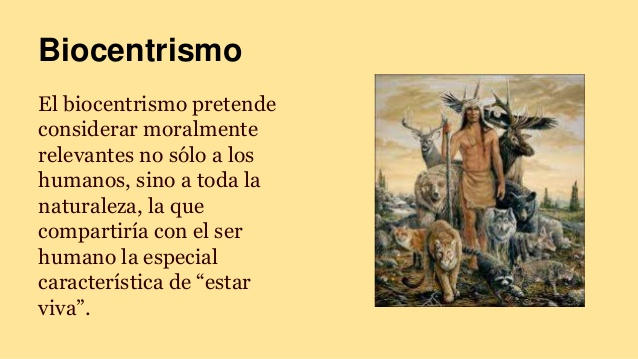 Biocentrismo
El biocentrismo pretende
considerar moralmente
relevantes no sólo a los
humanos, sino a toda la
naturaleza, la que
compartiría con el ser
humano la especial
característica de “estar
viva”.